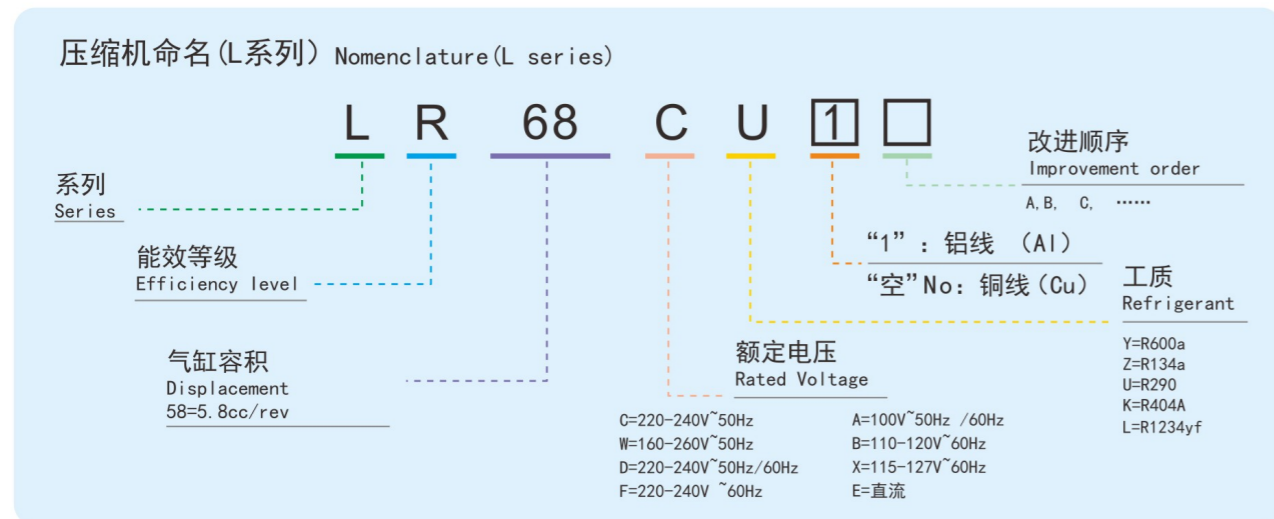 压缩机命名(L系列) Nomenclature(L series)
L R 68 C U 1 □
改进顺序
Improvement order
A, B, C, ……
系列
Series
“1”：铝线 （Al）
“空”No：铜线（Cu）
能效等级
Efficiency level
工质
Refrigerant
Y=R600a
Z=R134a
U=R290
K=R404A
L=R1234yf
气缸容积
Displacement
58=5.8cc/rev
额定电压
Rated Voltage
C=220-240V~50Hz
W=160-260V~50Hz
D=220-240V~50Hz/60Hz
F=220-240V ~60Hz
A=100V~50Hz /60Hz
B=110-120V~60Hz
X=115-127V~60Hz
E=直流